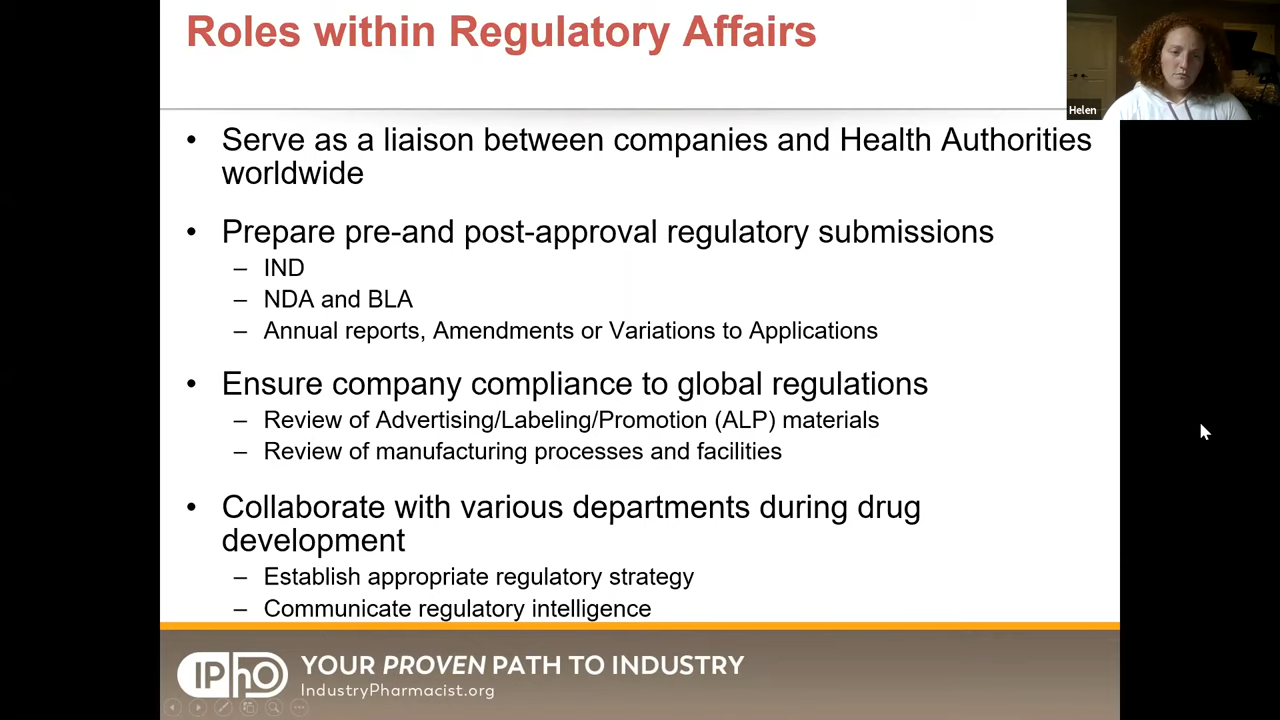 Roles within Regulatory Affairs
Helen
• Serve as a liaison between companies and Health Authorities
worldwide
• Prepare pre-and post-approval regulatory submissions
– IND
– NDA and BLA
– Annual reports, Amendments or Variations to Applications
• Ensure company compliance to global regulations
– Review of Advertising/Labeling/Promotion (ALP) materials
– Review of manufacturing processes and facilities
• Collaborate with various departments during drug
development
– Establish appropriate regulatory strategy
– Communicate regulatory intelligence
IPhO
YOUR PROVEN PATH TO INDUSTRY
IndustryPharmacist.org